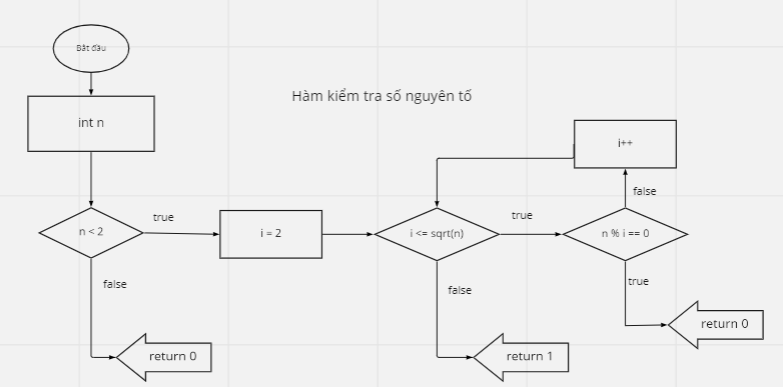 Bắt đầu
int n
Hàm kiểm tra số nguyên tố
i++
false
n < 2
true
i = 2
i <= sqrt(n)
true
n % i == 0
false
false
true
return 0
return 1
return 0